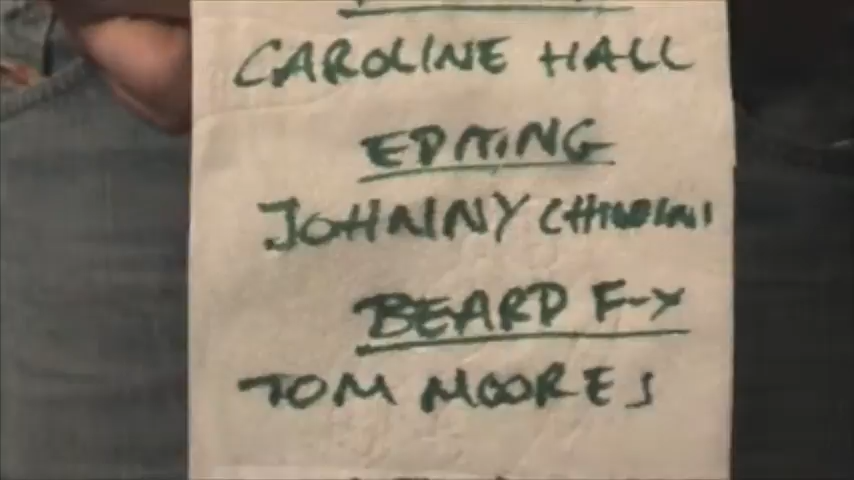 CAROLINE HALL
EDITING
JOHNNY
BEARD F-X
TOM MOORES